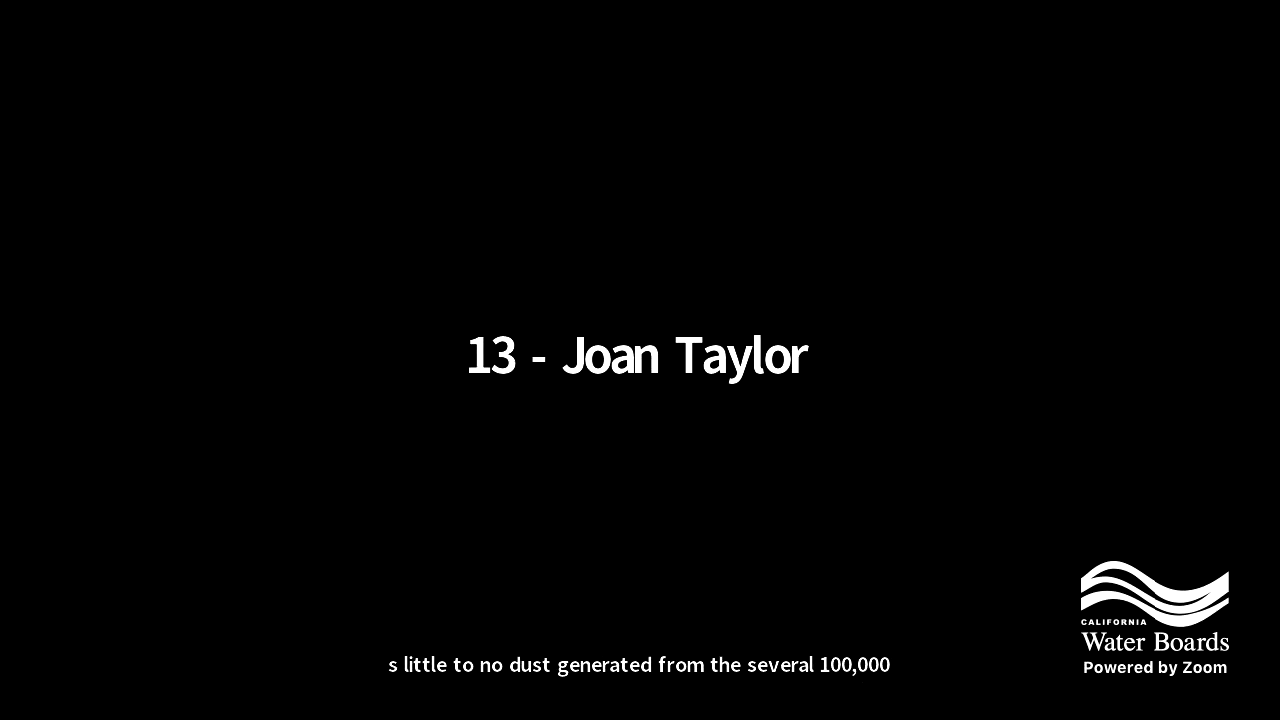 13 - Joan Taylor
s little to no dust generated from the several 100,000
CALIFORNIA
Water Boards
Powered by Zoom